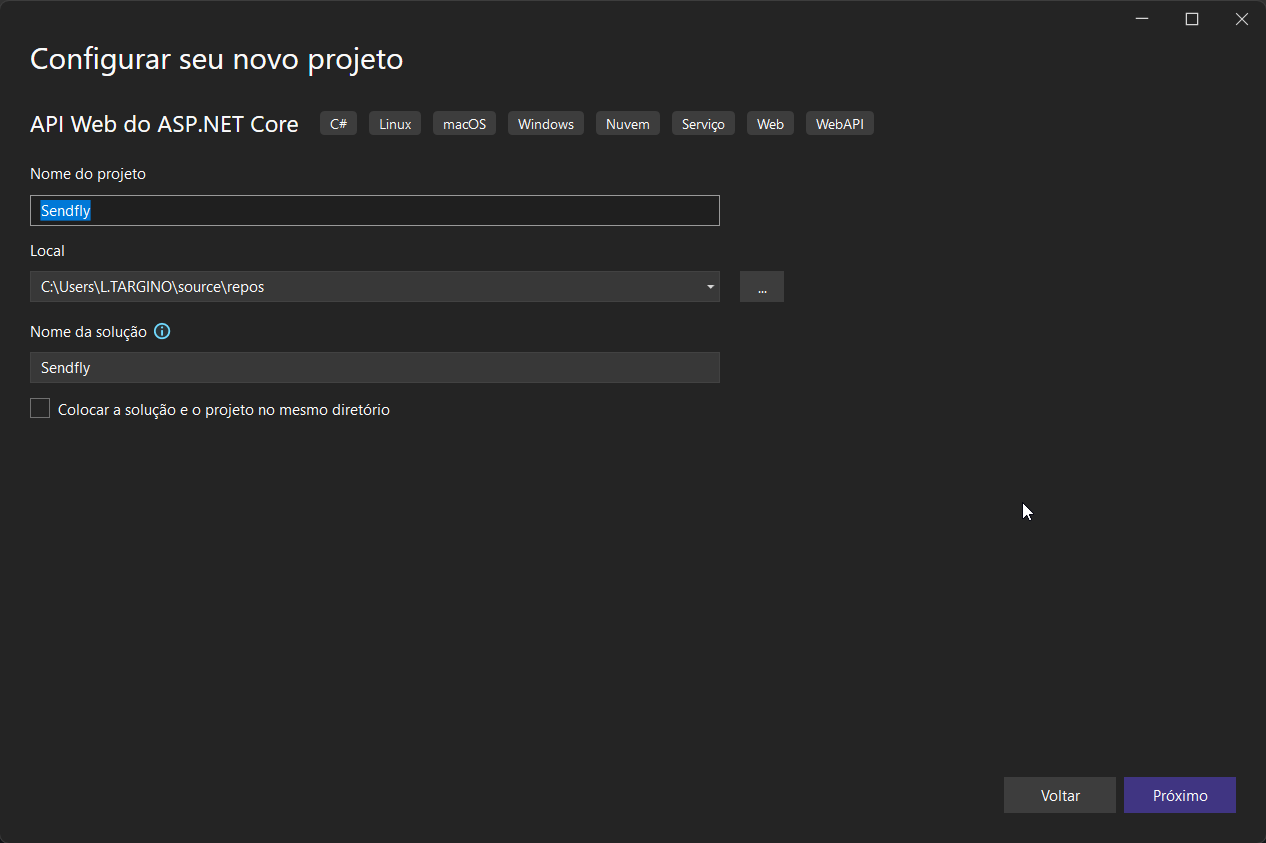 Configurar seu novo projeto
API Web do ASP.NET Core C# Linux macOS Windows Nuvem Serviço Web WebAPI
Nome do projeto
Sendfly
Local
C:\Users\L.TARGINO\source\repos
...
Nome da solução
Sendfly
Colocar a solução e o projeto no mesmo diretório
Voltar Próximo